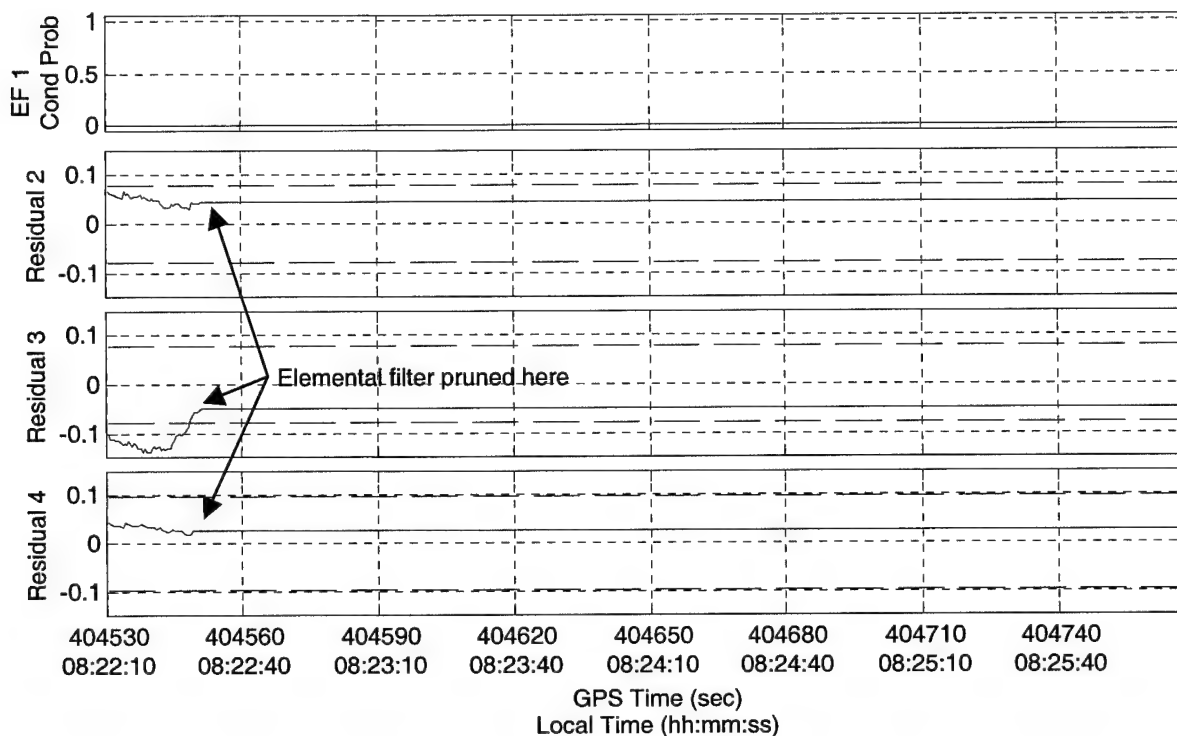 EF 1
Cond Prob
1
0.5
0
Residual 2
0.1
0
-0.1
Residual 3
0.1
0
-0.1
Elemental filter pruned here
Residual 4
0.1
0
-0.1
404530 404560 404590 404620 404650 404680 404710 404740
08:22:10 08:22:40 08:23:10 08:23:40 08:24:10 08:24:40 08:25:10 08:25:40
GPS Time (sec)
Local Time (hh:mm:ss)